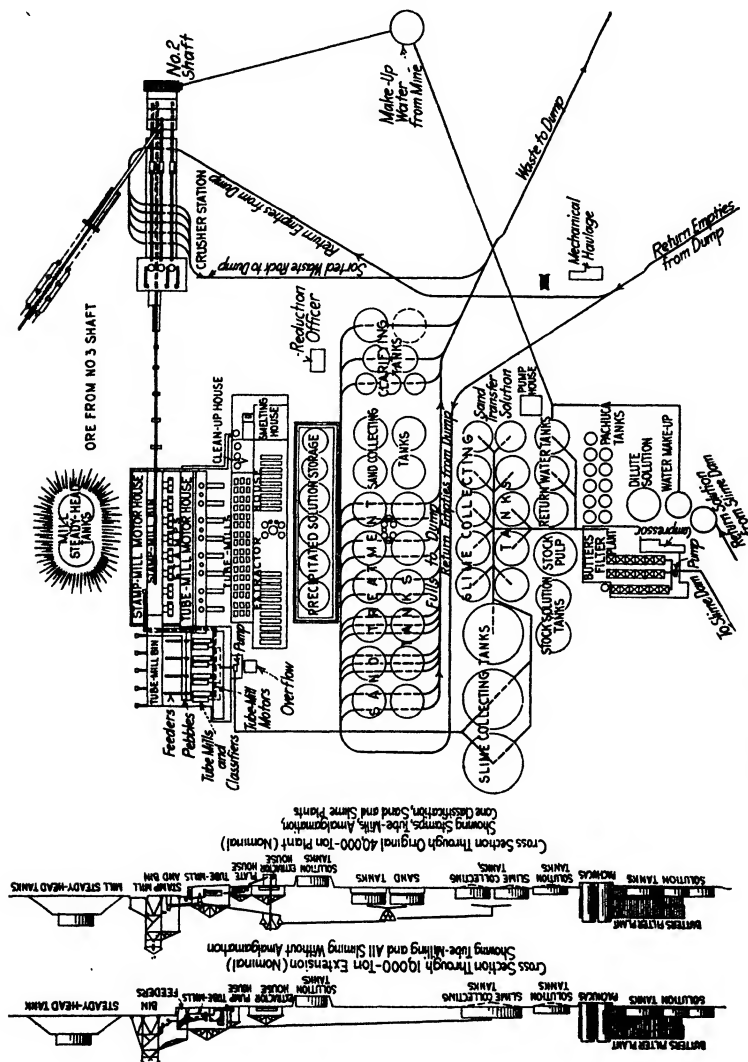 No.2
Shaft
Make-Up
Water
from Mine
Waste to Dump
Return Empties from Dump
Sorted Waste Rock to Dump
CRUSHER STATION
ORE FROM NO 3 SHAFT
Mechanical
Haulage
Return Empties
from Dump
Reduction
Officer
CLARIFYING
TANKS
Sand
Transfer
Solution
PUMP
HOUSE
MILL
STEADY-HEAD
TANKS
STAMP-MILL MOTOR HOUSE
STAMP-MILL BIN
TUBE-MILL MOTOR HOUSE
TUBE-MILLS
CLEAN-UP HOUSE
SMELTING
HOUSE
EXTRACTOR HOUSE
PRECIPITATED SOLUTION STORAGE
SAND COLLECTING
TANKS
SAND TREATMENT
TANKS
Fulls to Dump
Return Empties from Dump
SLIME COLLECTING
TANKS
RETURN WATER TANKS
PACHUCA
TANKS
DILUTE
SOLUTION
WATER MAKE-UP
Return Solution
from Slime Dam
STOCK
PULP
STOCK SOLUTION
TANKS
BUTTERS
FILTER
PLANT
Compressor
Pump
To Slime Dam
SLIME COLLECTING TANKS
TUBE-MILL BIN
Feeders
Pebbles
Tube Mills
and
Classifiers
Pump
Tube-Mill
Motors
Overflow
Cross Section Through Original 40,000-Ton Plant (Nominal)
Showing Stamps, Tube-Mills, Amalgamation,
Cone Classification, Sand and Slime Plants
MILL STEADY-HEAD TANKS
STAMP MILL
AND BIN
TUBE-MILLS
PLATE
HOUSE
EXTRACTOR
HOUSE
SOLUTION
TANKS
SAND
TANKS
SLIME COLLECTING
TANKS
SOLUTION
TANKS
PACHUCAS
SOLUTION TANKS
BUTTERS FILTER PLANT
Cross Section Through 10,000-Ton Extension (Nominal)
Showing Tube-Milling and All Sliming Without Amalgamation
STEADY-HEAD TANK
BIN
FEEDERS
TUBE-MILLS
PUMP
HOUSE
EXTRACTOR
HOUSE
SOLUTION
TANKS
SLIME COLLECTING
TANKS
SOLUTION
TANKS
PACHUCAS
SOLUTION TANKS
BUTTERS FILTER PLANT